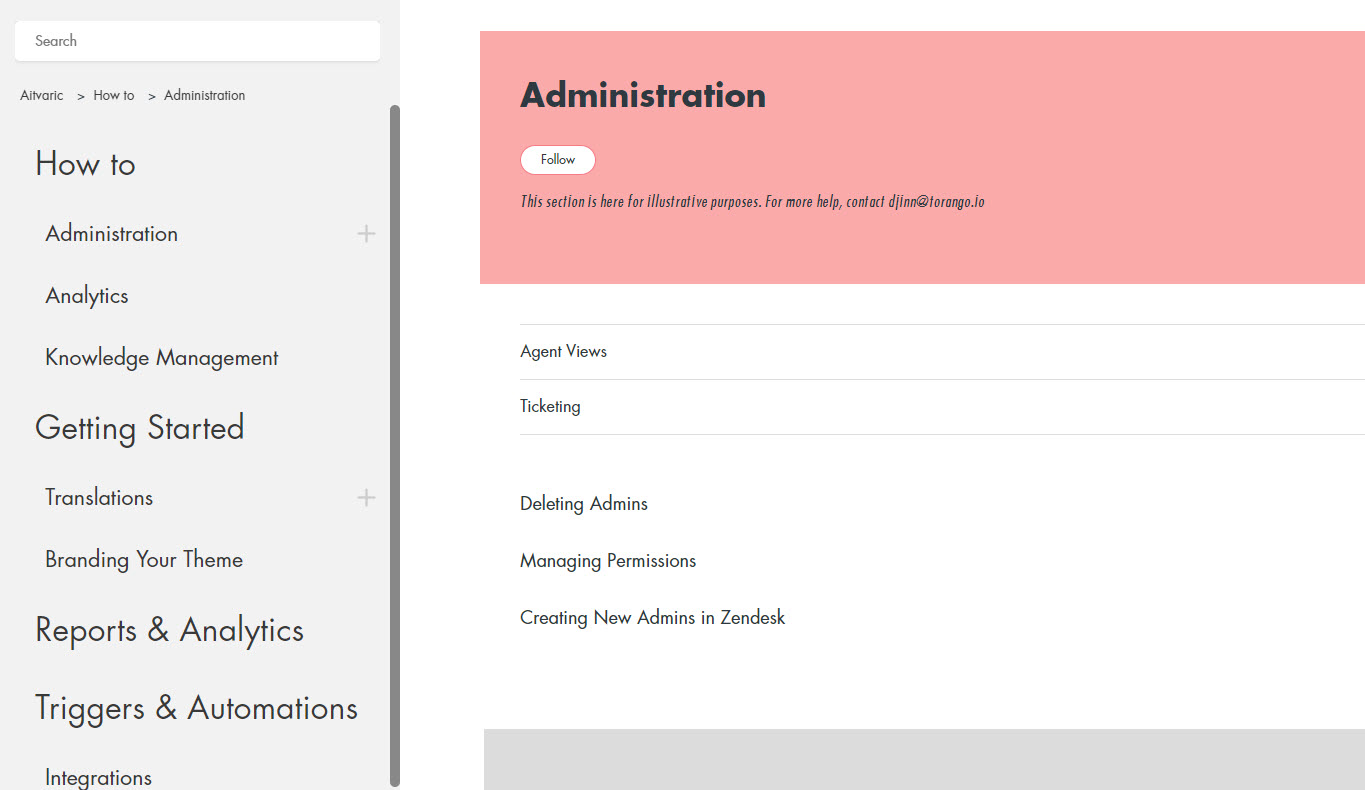 Search
Aitvaric > How to > Administration
How to
Administration
Analytics
Knowledge Management
Getting Started
Translations
Branding Your Theme
Reports & Analytics
Triggers & Automations
Integrations
Administration
Follow
This section is here for illustrative purposes. For more help, contact djinn@torango.io
Agent Views
Ticketing
Deleting Admins
Managing Permissions
Creating New Admins in Zendesk